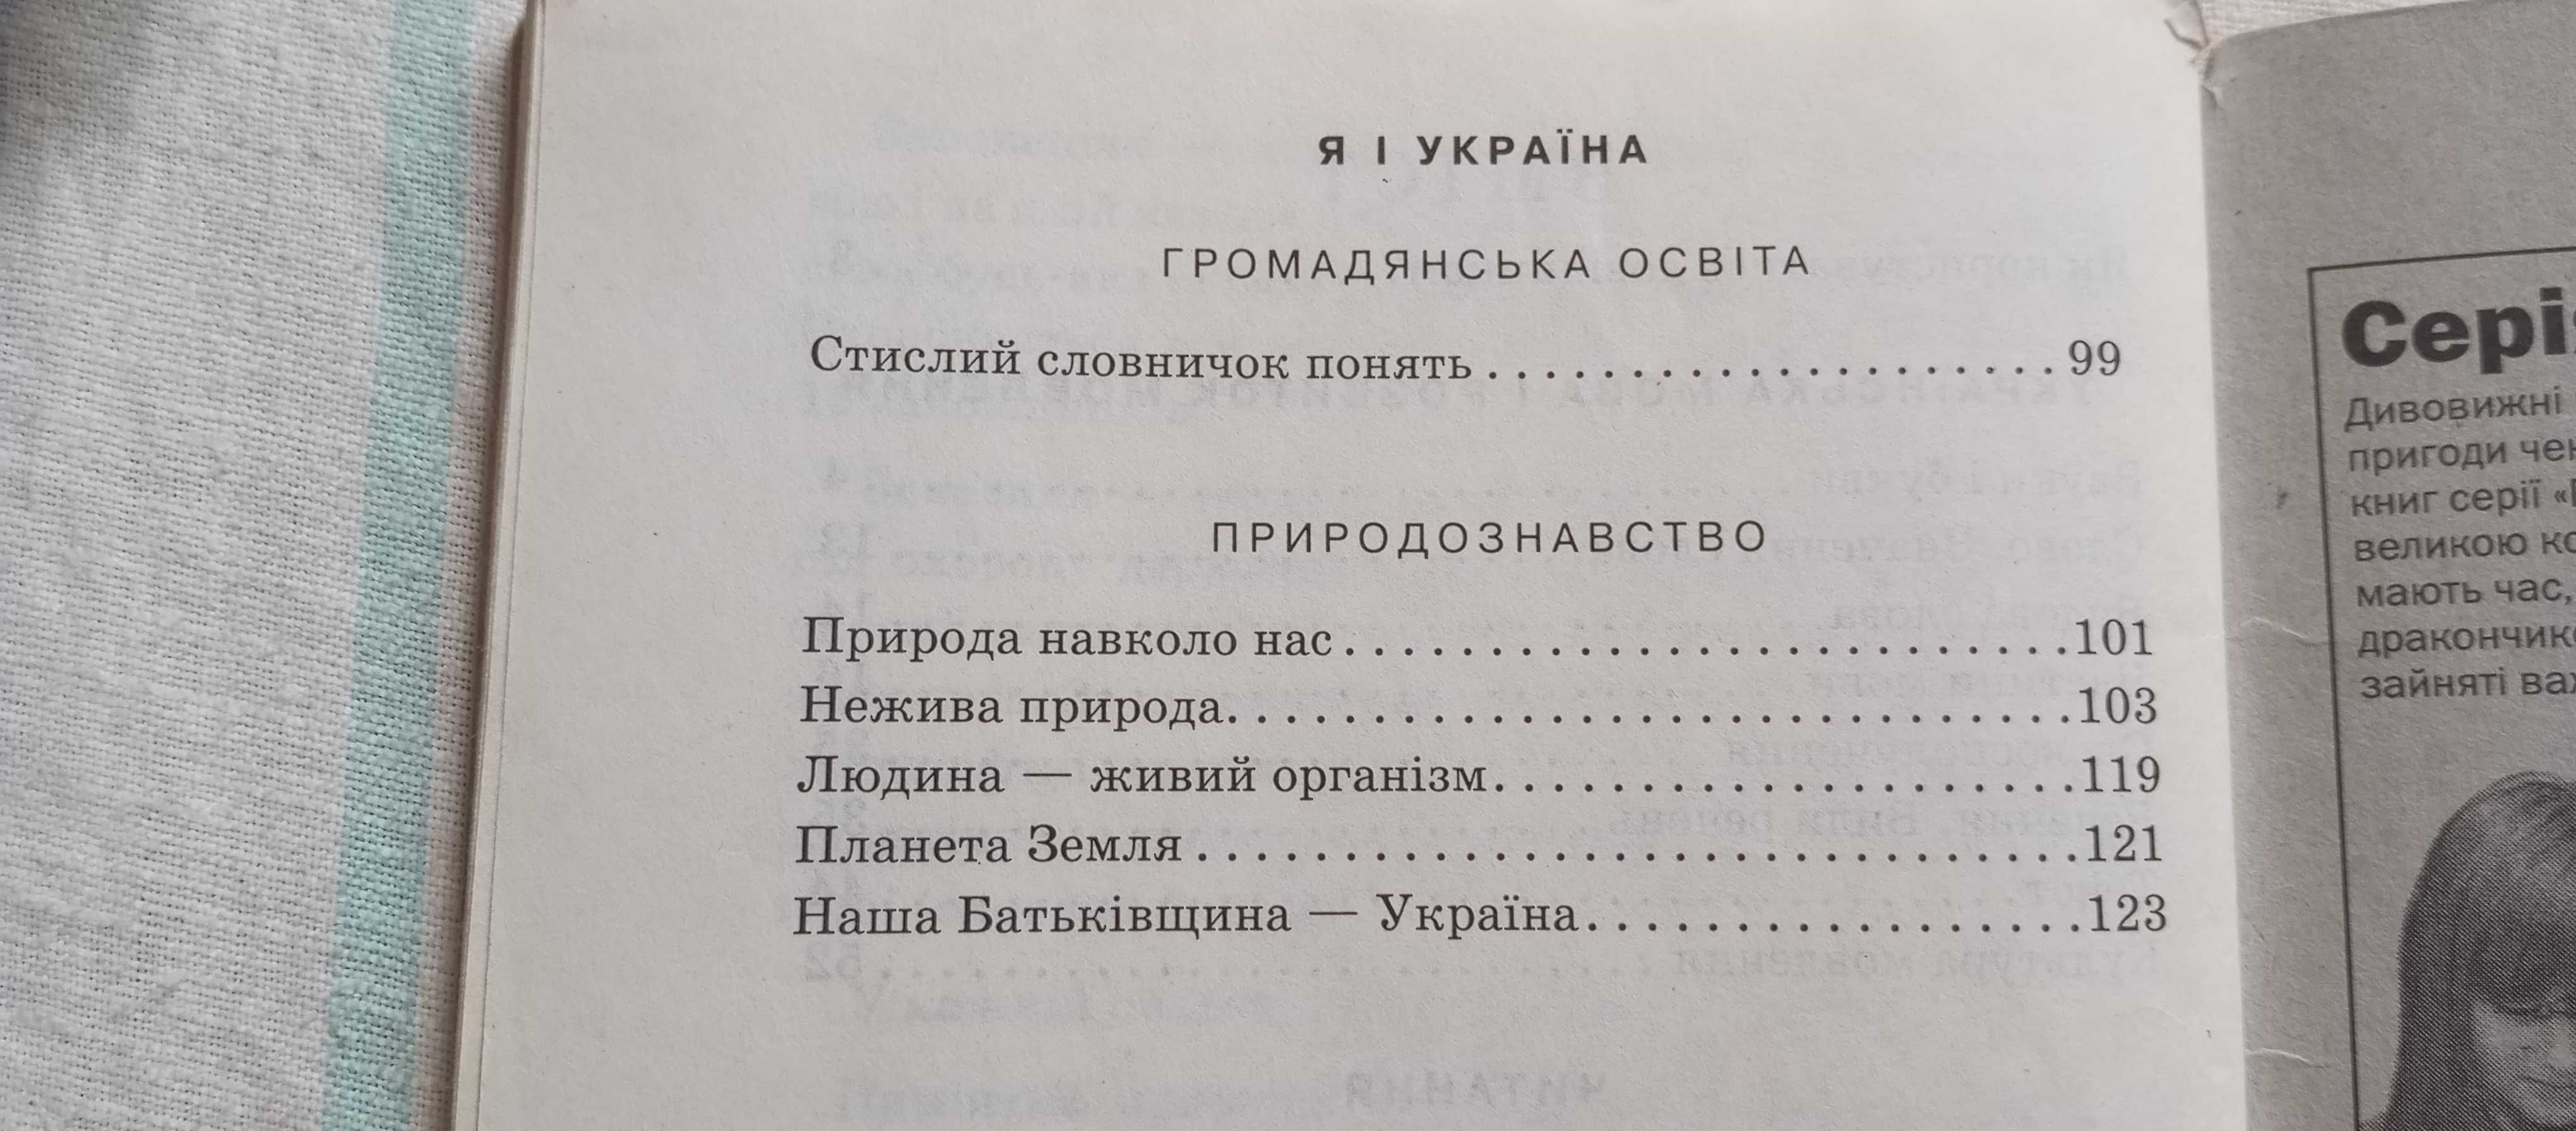 Я І УКРАЇНА
ГРОМАДЯНСЬКА ОСВІТА
Стислий словничок понять . . . . . . . . . . . . . . . . . . . . 99
ПРИРОДОЗНАВСТВО
Природа навколо нас . . . . . . . . . . . . . . . . . . . . . . . . . 101
Нежива природа. . . . . . . . . . . . . . . . . . . . . . . . . . . . . 103
Людина — живий організм. . . . . . . . . . . . . . . . . . . . 119
Планета Земля . . . . . . . . . . . . . . . . . . . . . . . . . . . . . . 121
Наша Батьківщина — Україна. . . . . . . . . . . . . . . . . 123
Дивовижні
пригоди
книг серії
великою
мають час,
зайняті